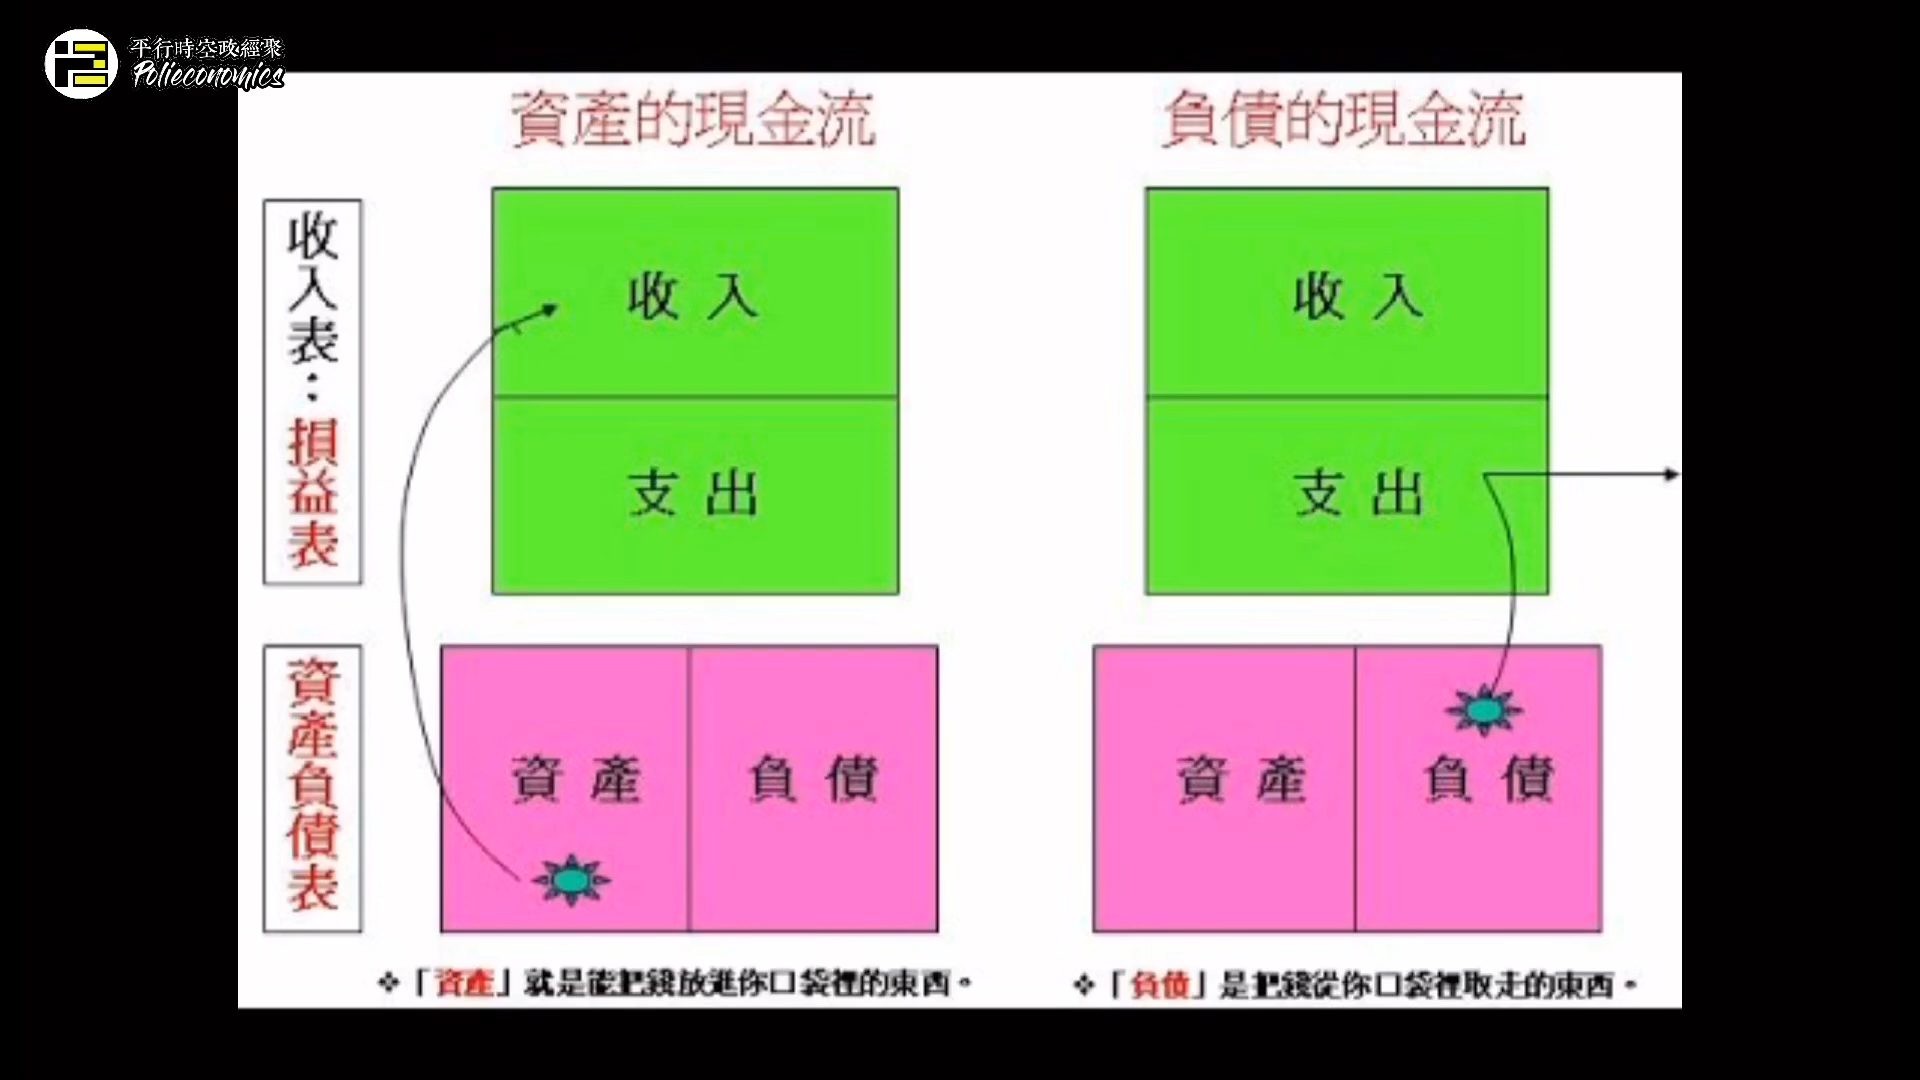 平行時空政經聚
Polieconomics
資產的現金流
負債的現金流
收入表：損益表
收入
支出
收入
支出
資產負債表
資產
負債
資產
負債
❖「資產」就是能把錢放進你口袋裡的東西。
❖「負債」是把錢從你口袋裡取走的東西。